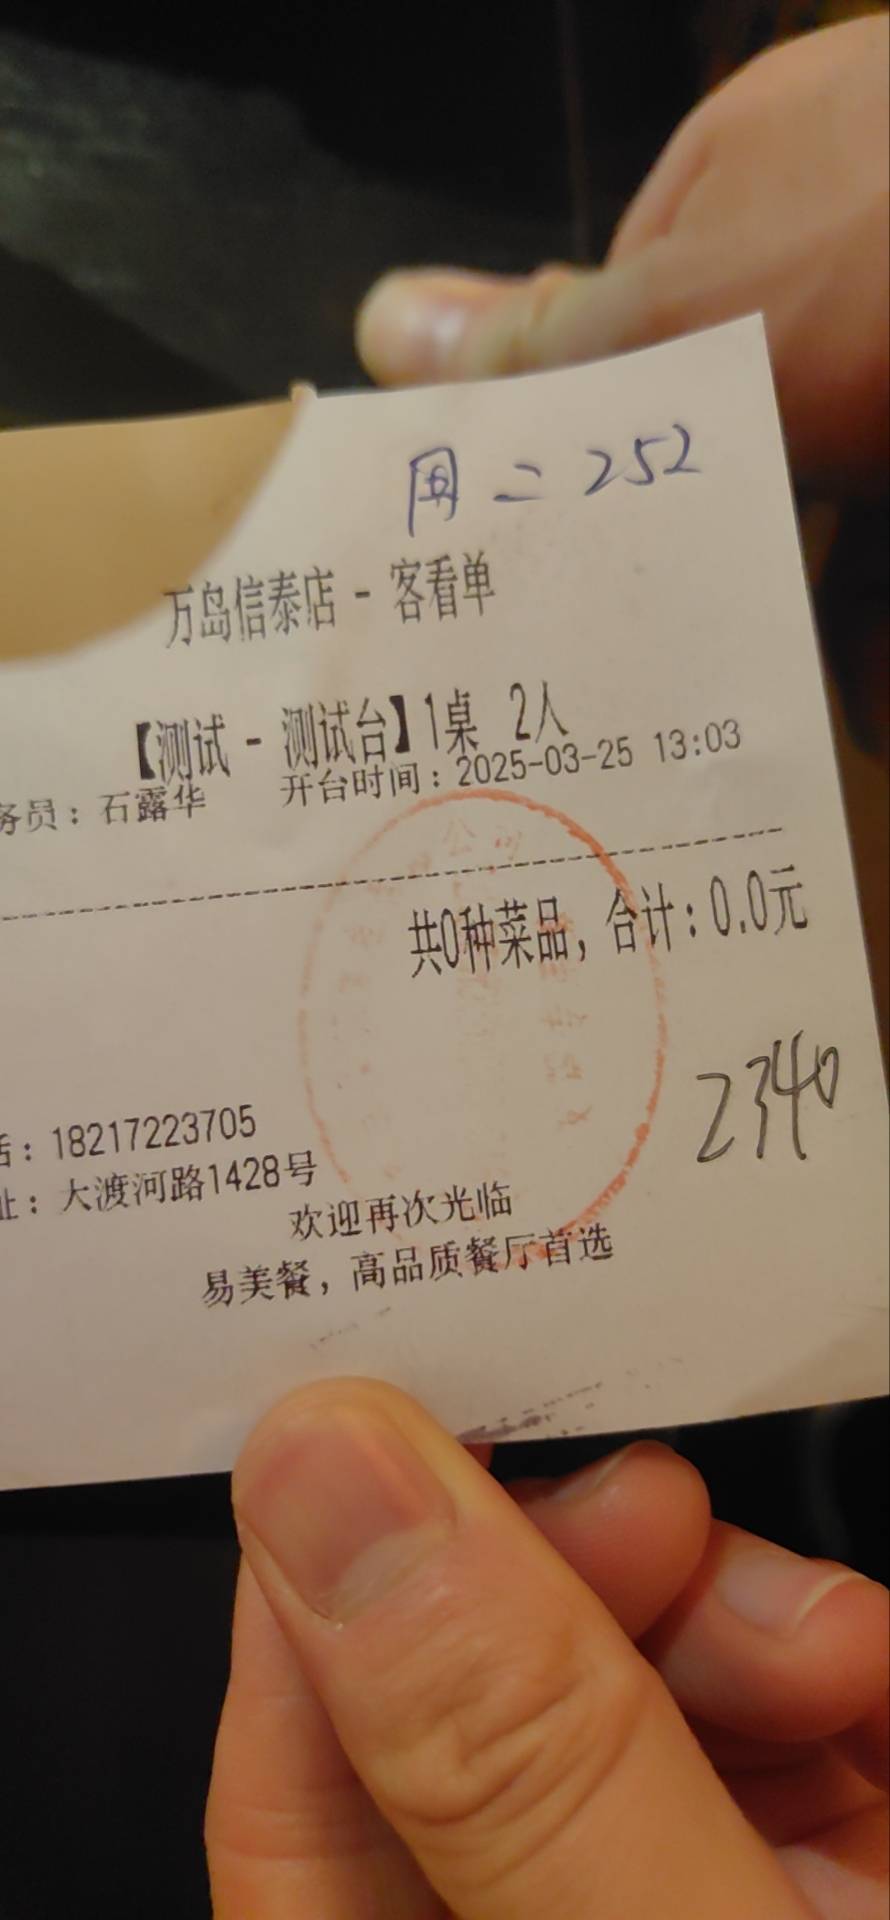 周二 252
万岛信泰店 - 客看单
【测试 - 测试台】1桌 2人
务员：石露华 开台时间：2025-03-25 13:03
共0种菜品，合计：0.0元
2340
话：18217223705
址：大渡河路1428号
欢迎再次光临
易美餐，高品质餐厅首选